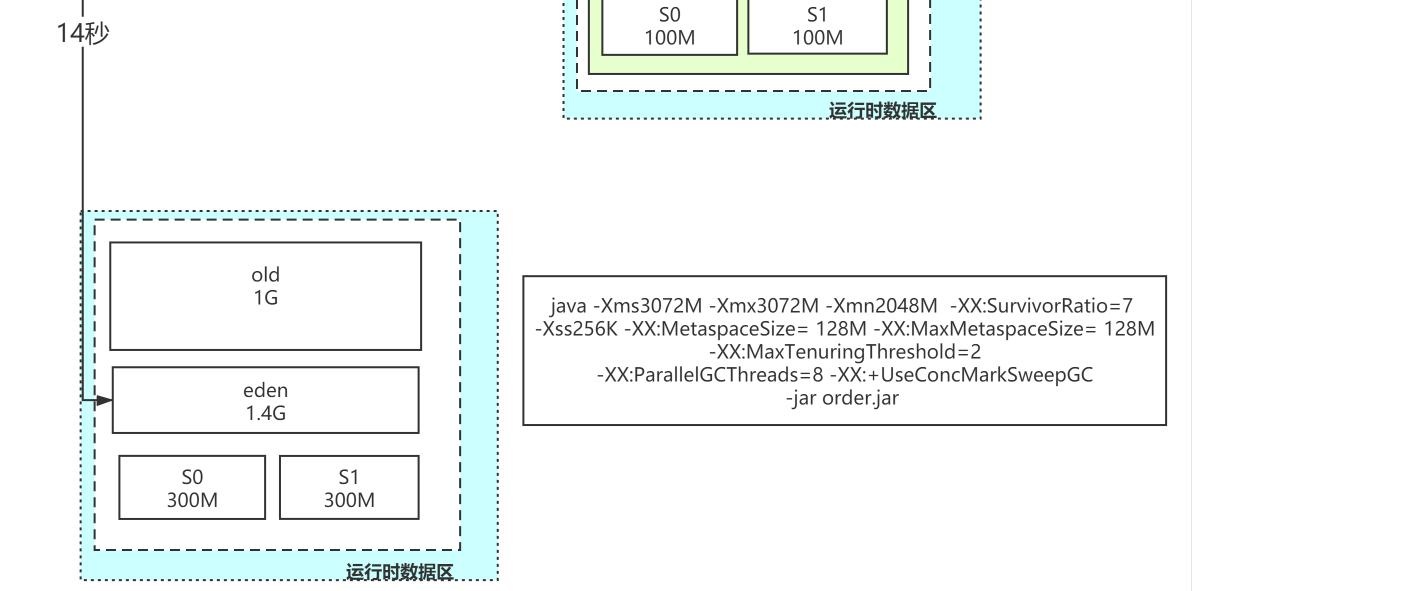 14秒
S0
100M
S1
100M
运行时数据区
old
1G
eden
1.4G
S0
300M
S1
300M
运行时数据区
java -Xms3072M -Xmx3072M -Xmn2048M  -XX:SurvivorRatio=7
-Xss256K -XX:MetaspaceSize= 128M -XX:MaxMetaspaceSize= 128M
-XX:MaxTenuringThreshold=2
-XX:ParallelGCThreads=8 -XX:+UseConcMarkSweepGC
-jar order.jar